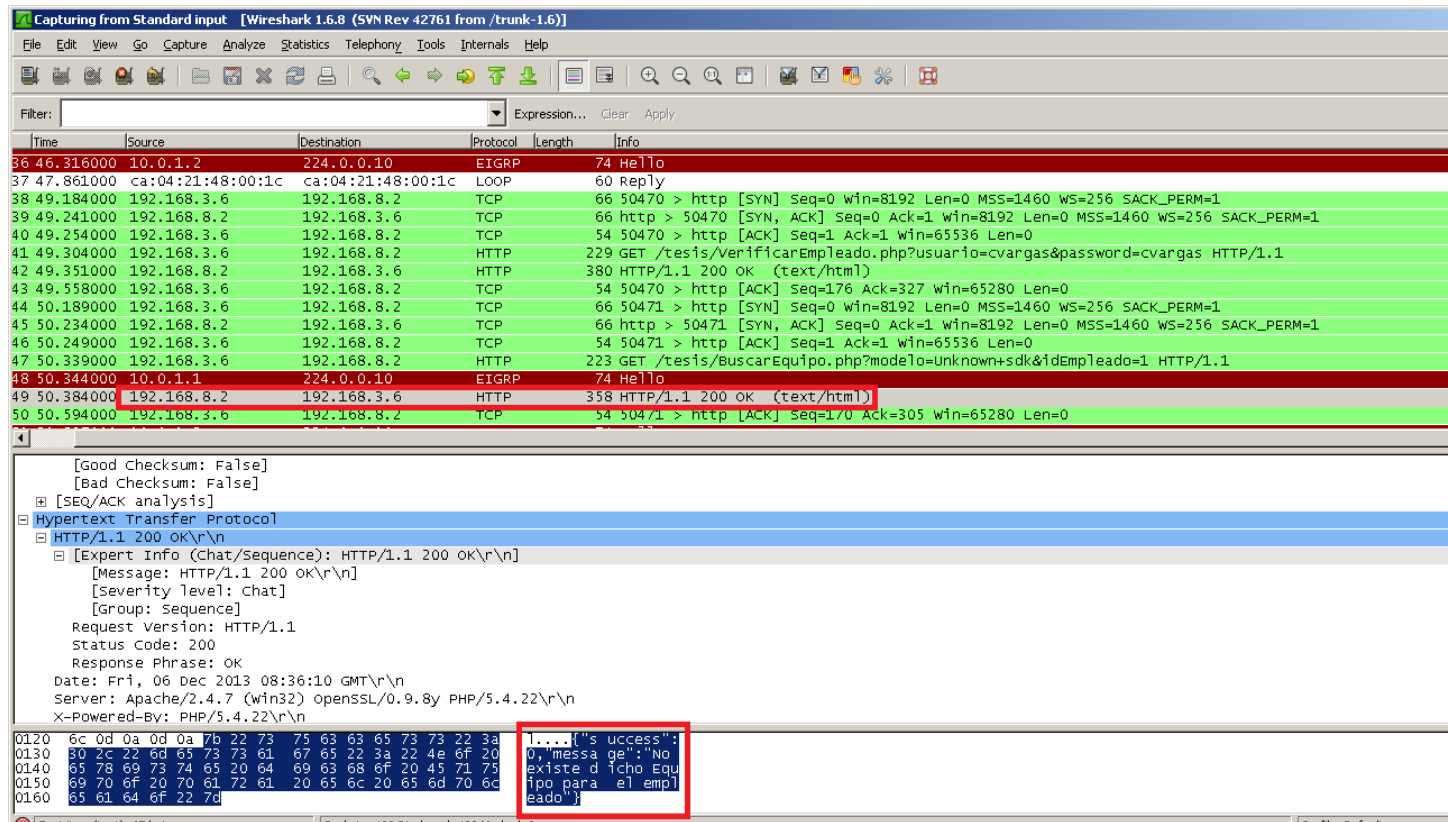 Capturing from Standard input [Wireshark 1.6.8 (SVN Rev 42761 from /trunk-1.6)]
File Edit View Go Capture Analyze Statistics Telephony Tools Internals Help
Filter: Expression... Clear Apply
Time Source Destination Protocol Length Info
36 46.316000 10.0.1.2 224.0.0.10 EIGRP 74 Hello
37 47.861000 ca:04:21:48:00:1c ca:04:21:48:00:1c LOOP 60 Reply
38 49.184000 192.168.3.6 192.168.8.2 TCP 66 50470 > http [SYN] Seq=0 Win=8192 Len=0 MSS=1460 WS=256 SACK_PERM=1
39 49.241000 192.168.8.2 192.168.3.6 TCP 66 http > 50470 [SYN, ACK] Seq=0 Ack=1 Win=8192 Len=0 MSS=1460 WS=256 SACK_PERM=1
40 49.254000 192.168.3.6 192.168.8.2 TCP 54 50470 > http [ACK] Seq=1 Ack=1 Win=65536 Len=0
41 49.304000 192.168.3.6 192.168.8.2 HTTP 229 GET /tesis/VerificarEmpleado.php?usuario=cvargas&password=cvargas HTTP/1.1
42 49.351000 192.168.8.2 192.168.3.6 HTTP 380 HTTP/1.1 200 OK (text/html)
43 49.558000 192.168.3.6 192.168.8.2 TCP 54 50470 > http [ACK] Seq=176 Ack=327 Win=65280 Len=0
44 50.189000 192.168.3.6 192.168.8.2 TCP 66 50471 > http [SYN] Seq=0 Win=8192 Len=0 MSS=1460 WS=256 SACK_PERM=1
45 50.234000 192.168.8.2 192.168.3.6 TCP 66 http > 50471 [SYN, ACK] Seq=0 Ack=1 Win=8192 Len=0 MSS=1460 WS=256 SACK_PERM=1
46 50.249000 192.168.3.6 192.168.8.2 TCP 54 50471 > http [ACK] Seq=1 Ack=1 Win=65536 Len=0
47 50.339000 192.168.3.6 192.168.8.2 HTTP 223 GET /tesis/BuscarEquipo.php?modelo=Unknown+sdk&idEmpleado=1 HTTP/1.1
48 50.344000 10.0.1.1 224.0.0.10 EIGRP 74 Hello
49 50.384000 192.168.8.2 192.168.3.6 HTTP 358 HTTP/1.1 200 OK (text/html)
50 50.594000 192.168.3.6 192.168.8.2 TCP 54 50471 > http [ACK] Seq=170 Ack=305 Win=65280 Len=0
[Good Checksum: False]
[Bad Checksum: False]
[SEQ/ACK analysis]
Hypertext Transfer Protocol
HTTP/1.1 200 OK\r\n
[Expert Info (Chat/Sequence): HTTP/1.1 200 OK\r\n]
[Message: HTTP/1.1 200 OK\r\n]
[Severity level: Chat]
[Group: Sequence]
Request Version: HTTP/1.1
Status Code: 200
Response Phrase: OK
Date: Fri, 06 Dec 2013 08:36:10 GMT\r\n
Server: Apache/2.4.7 (Win32) OpenSSL/0.9.8y PHP/5.4.22\r\n
X-Powered-By: PHP/5.4.22\r\n
0120 6c 0d 0a 0d 0a 7b 22 73 75 63 63 65 73 73 22 3a l....{"s uccess":
0130 30 2c 22 6d 65 73 73 61 67 65 22 3a 22 4e 6f 20 0,"messa ge":"No
0140 65 78 69 73 74 65 20 64 69 63 68 6f 20 45 71 75 existe d icho Equ
0150 69 70 6f 20 70 61 72 61 20 65 6c 20 65 6d 70 6c ipo para el empl
0160 65 61 64 6f 22 7d eado"}